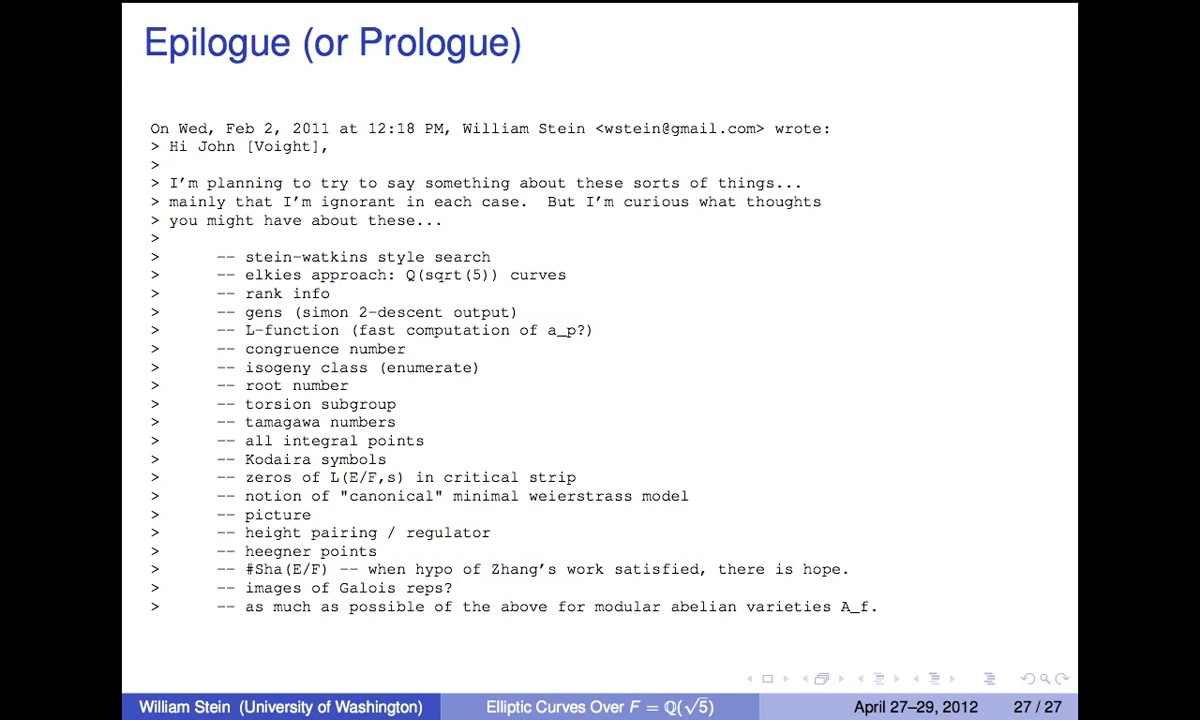 Epilogue (or Prologue)
On Wed, Feb 2, 2011 at 12:18 PM, William Stein <wstein@gmail.com> wrote:
> Hi John [Voight],
>
> I'm planning to try to say something about these sorts of things...
> mainly that I'm ignorant in each case.  But I'm curious what thoughts
> you might have about these...
>
>      -- stein-watkins style search
>      -- elkies approach: Q(sqrt(5)) curves
>      -- rank info
>      -- gens (simon 2-descent output)
>      -- L-function (fast computation of a_p?)
>      -- congruence number
>      -- isogeny class (enumerate)
>      -- root number
>      -- torsion subgroup
>      -- tamagawa numbers
>      -- all integral points
>      -- Kodaira symbols
>      -- zeros of L(E/F,s) in critical strip
>      -- notion of "canonical" minimal weierstrass model
>      -- picture
>      -- height pairing / regulator
>      -- heegner points
>      -- #Sha(E/F) -- when hypo of Zhang's work satisfied, there is hope.
>      -- images of Galois reps?
>      -- as much as possible of the above for modular abelian varieties A_f.
William Stein (University of Washington) Elliptic Curves Over F = ℚ(√5) April 27–29, 2012 27 / 27